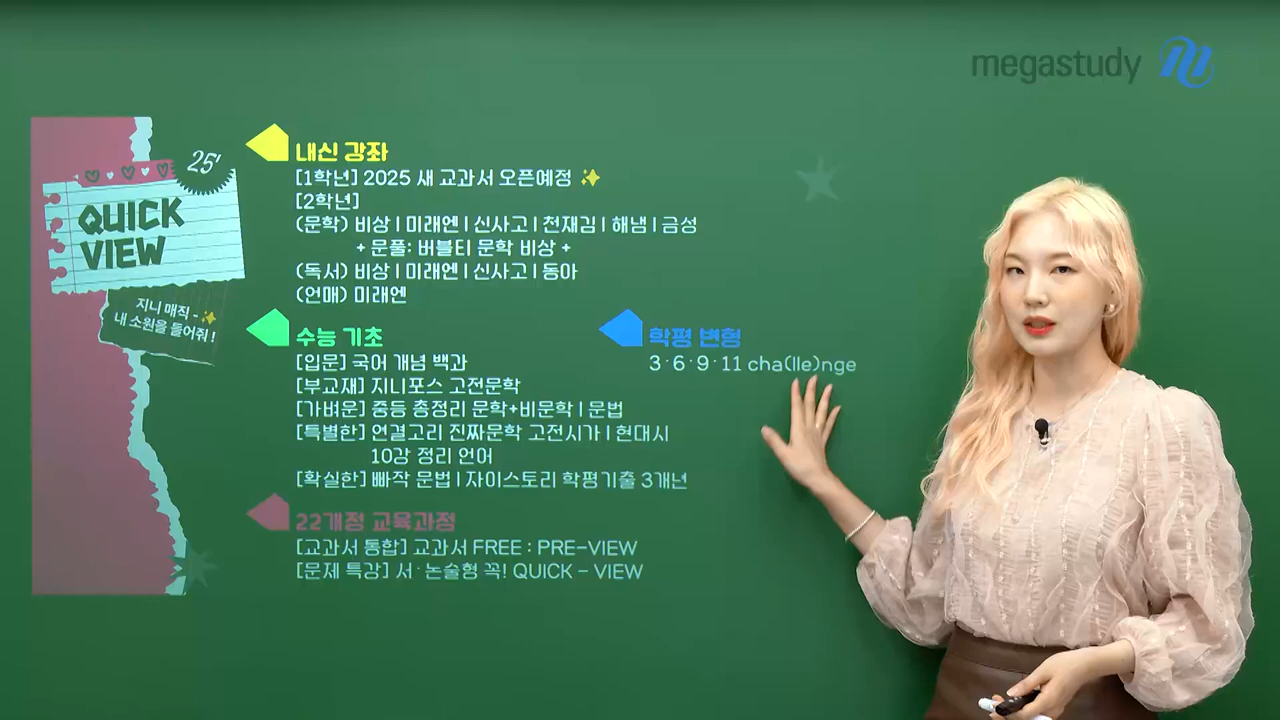 megastudy
25'
QUICK
VIEW
지니 매직 -
내 소원을 들어줘 !
내신 강좌
[1학년] 2025 새 교과서 오픈예정
[2학년]
(문학) 비상 | 미래엔 | 신사고 | 천재김 | 해냄 | 금성
+ 문풀: 버블티 문학 비상 +
(독서) 비상 | 미래엔 | 신사고 | 동아
(언매) 미래엔
수능 기초
[입문] 국어 개념 백과
[부교재] 지니포스 고전문학
[가벼운] 중등 총정리 문학+비문학 | 문법
[특별한] 연결고리 진짜문학 고전시가 | 현대시
10강 정리 언어
[확실한] 빠작 문법 | 자이스토리 학평기출 3개년
학평 변형
3·6·9·11 cha(lle)nge
22개정 교육과정
[교과서 통합] 교과서 FREE : PRE-VIEW
[문제 특강] 서·논술형 꼭! QUICK - VIEW